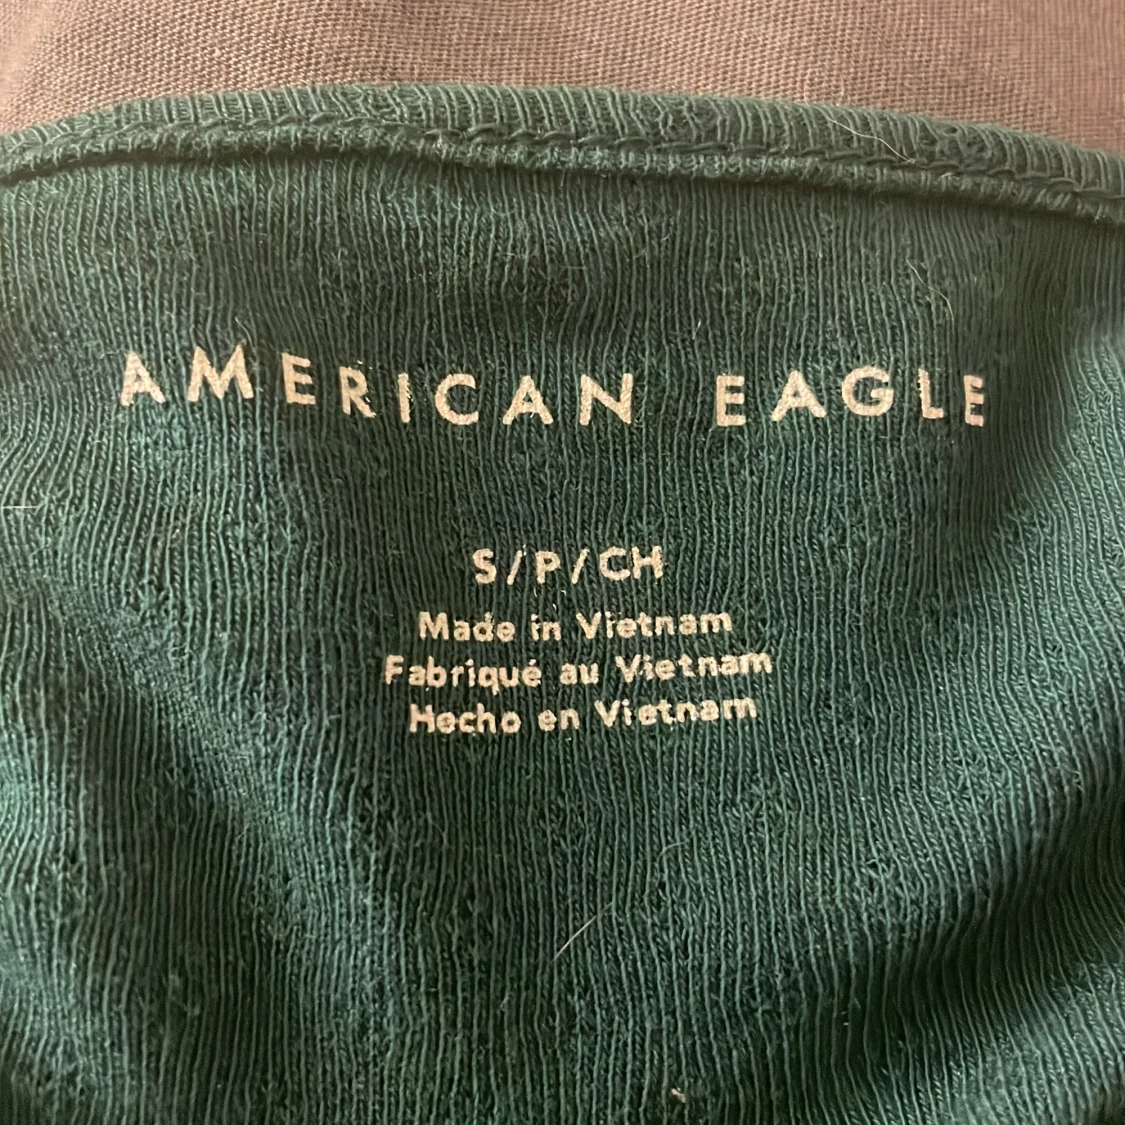 AMERICAN EAGLE
S/P/CH
Made in Vietnam
Fabriqué au Vietnam
Hecho en Vietnam